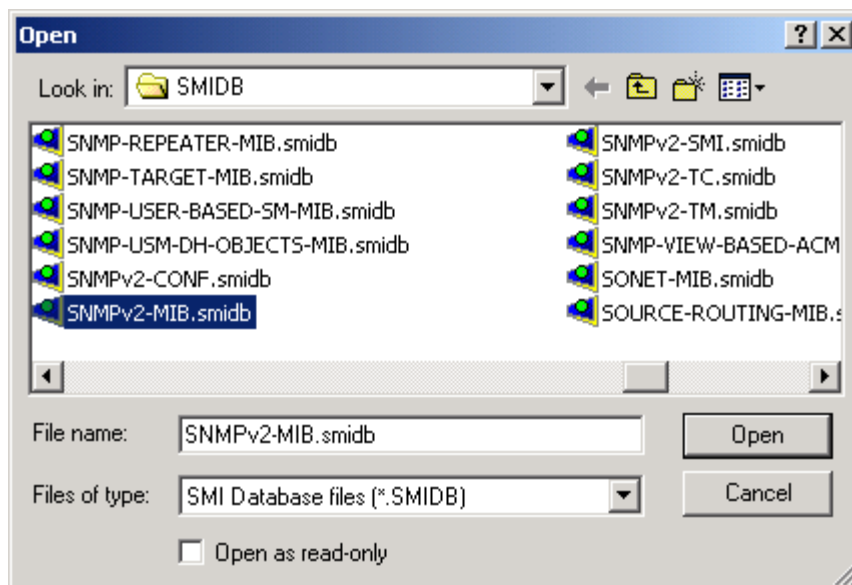 Open
Look in: SMIDB
SNMP-REPEATER-MIB.smidb
SNMP-TARGET-MIB.smidb
SNMP-USER-BASED-SM-MIB.smidb
SNMP-USM-DH-OBJECTS-MIB.smidb
SNMPv2-CONF.smidb
SNMPv2-MIB.smidb
SNMPv2-SMI.smidb
SNMPv2-TC.smidb
SNMPv2-TM.smidb
SNMP-VIEW-BASED-ACM
SONET-MIB.smidb
SOURCE-ROUTING-MIB.s
File name: SNMPv2-MIB.smidb Open
Files of type: SMI Database files (*.SMIDB) Cancel
Open as read-only